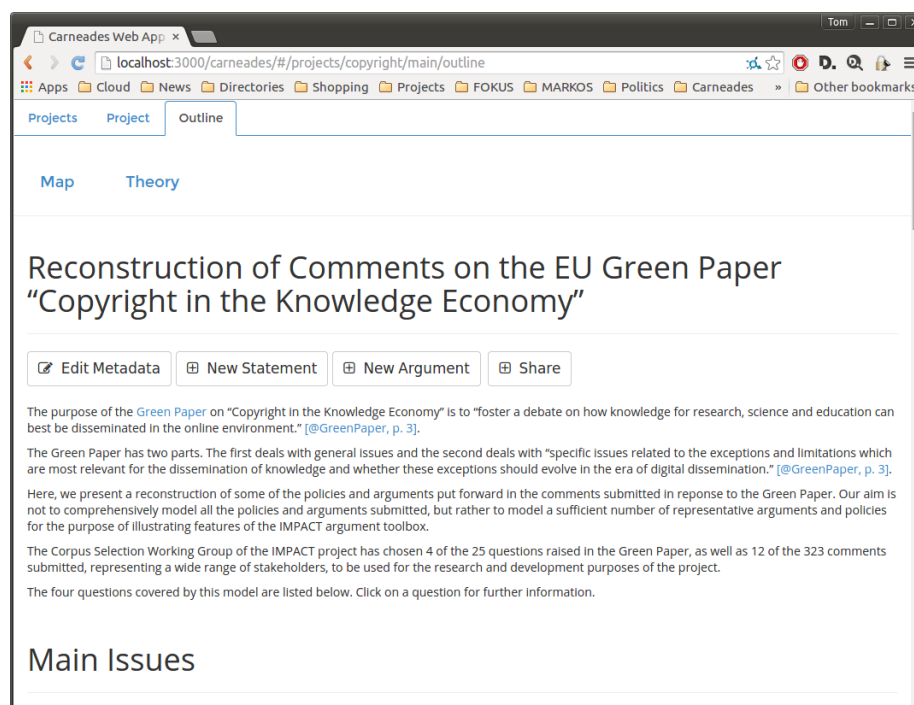 Tom
Carneades Web App ×
localhost:3000/carneades/#/projects/copyright/main/outline
D.
Apps Cloud News Directories Shopping Projects FOKUS MARKOS Politics Carneades » Other bookmarks
Projects Project Outline
Map Theory
Reconstruction of Comments on the EU Green Paper
“Copyright in the Knowledge Economy”
Edit Metadata New Statement New Argument Share
The purpose of the Green Paper on “Copyright in the Knowledge Economy” is to “foster a debate on how knowledge for research, science and education can
best be disseminated in the online environment.” [@GreenPaper, p. 3].
The Green Paper has two parts. The first deals with general issues and the second deals with “specific issues related to the exceptions and limitations which
are most relevant for the dissemination of knowledge and whether these exceptions should evolve in the era of digital dissemination.” [@GreenPaper, p. 3].
Here, we present a reconstruction of some of the policies and arguments put forward in the comments submitted in reponse to the Green Paper. Our aim is
not to comprehensively model all the policies and arguments submitted, but rather to model a sufficient number of representative arguments and policies
for the purpose of illustrating features of the IMPACT argument toolbox.
The Corpus Selection Working Group of the IMPACT project has chosen 4 of the 25 questions raised in the Green Paper, as well as 12 of the 323 comments
submitted, representing a wide range of stakeholders, to be used for the research and development purposes of the project.
The four questions covered by this model are listed below. Click on a question for further information.
Main Issues